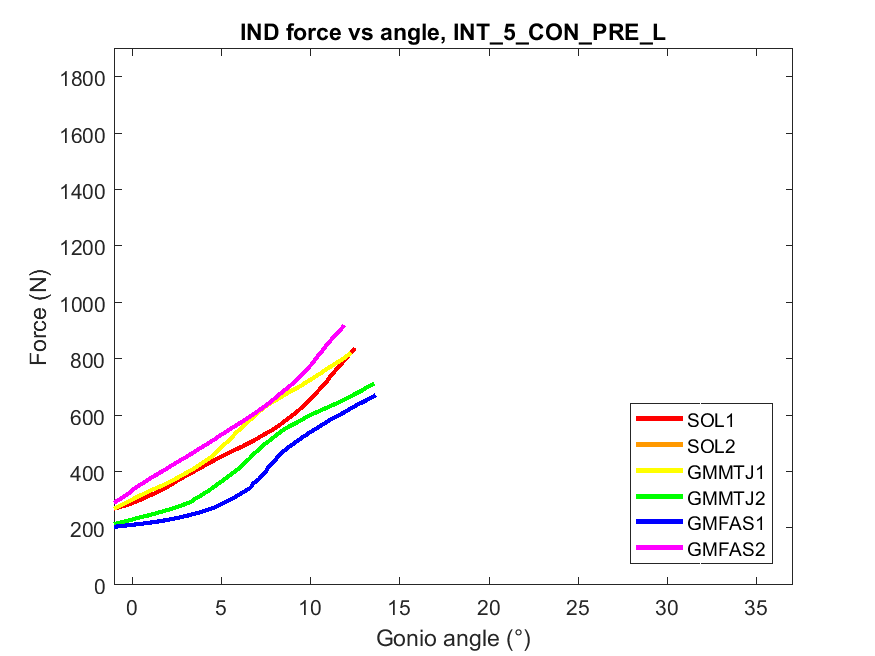 IND force vs angle, INT_5_CON_PRE_L
1800
1600
1400
1200
1000
800
600
400
200
0
Force (N)
0 5 10 15 20 25 30 35
Gonio angle (°)
SOL1
SOL2
GMMTJ1
GMMTJ2
GMFAS1
GMFAS2